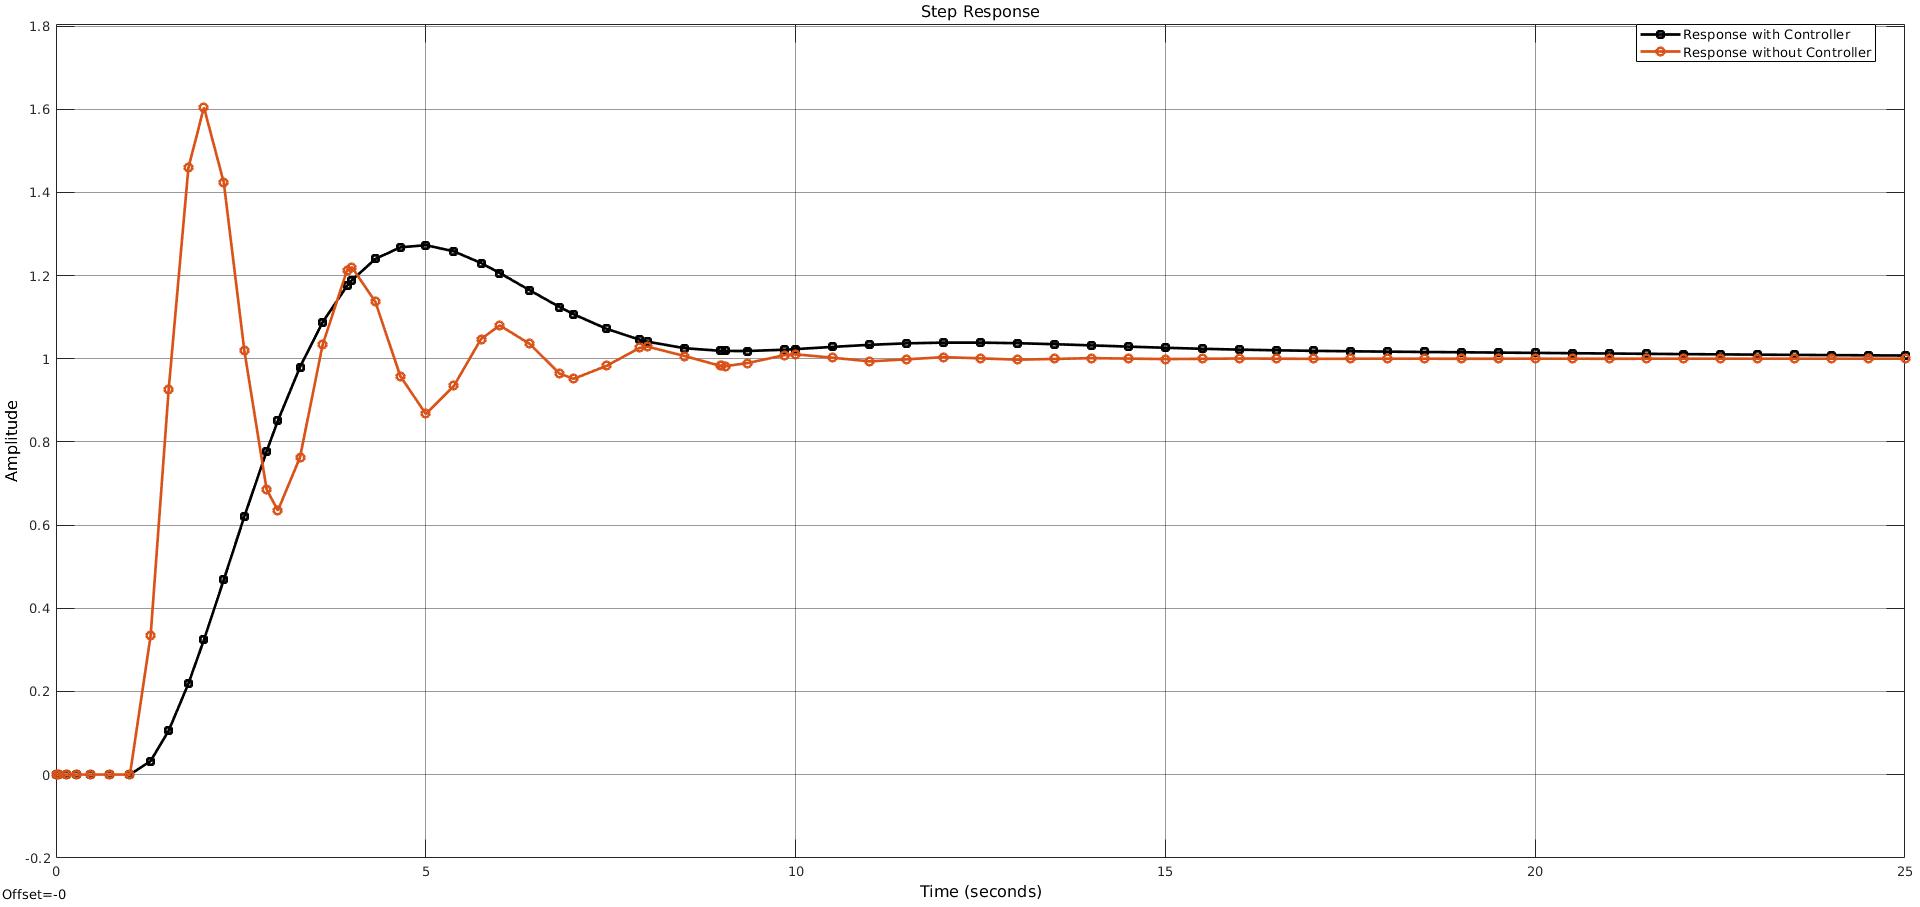 Step Response
Response with Controller
Response without Controller
1.8
1.6
1.4
1.2
1
0.8
0.6
0.4
0.2
0
-0.2
Amplitude
0 5 10 15 20 25
Time (seconds)
Offset=-0